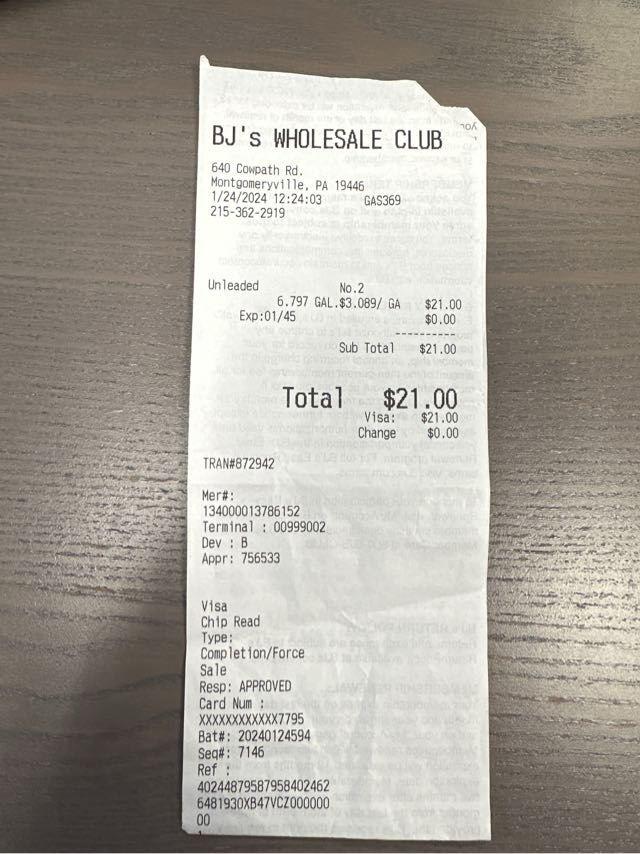 BJ's WHOLESALE CLUB
640 Cowpath Rd.
Montgomeryville, PA 19446
1/24/2024 12:24:03 GAS369
215-362-2919
Unleaded No.2
6.797 GAL.$3.089/ GA $21.00
Exp:01/45 $0.00
----------
Sub Total $21.00
Total $21.00
Visa: $21.00
Change $0.00
TRAN#872942
Mer#:
134000013786152
Terminal : 00999002
Dev : B
Appr: 756533
Visa
Chip Read
Type:
Completion/Force
Sale
Resp: APPROVED
Card Num :
XXXXXXXXXXXX7795
Bat#: 20240124594
Seq#: 7146
Ref :
40244879587958402462
6481930XB47VCZ000000
00